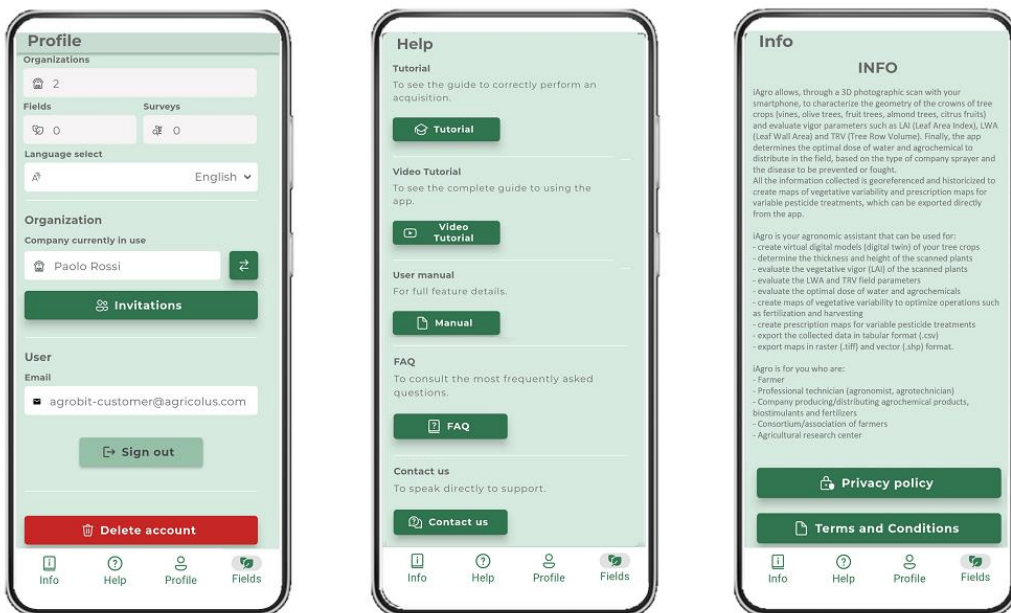 Profile
Organizations
2
Fields Surveys
0 0
Language select
English
Organization
Company currently in use
Paolo Rossi
Invitations
User
Email
agrobit-customer@agricolus.com
Sign out
Delete account
Info Help Profile Fields
Help
Tutorial
To see the guide to correctly perform an
acquisition.
Tutorial
Video Tutorial
To see the complete guide to using the
app.
Video
Tutorial
User manual
For full feature details.
Manual
FAQ
To consult the most frequently asked
questions.
FAQ
Contact us
To speak directly to support.
Contact us
Info Help Profile Fields
Info
INFO
iAgro allows, through a 3D photographic scan with your
smartphone, to characterize the geometry of the crowns of tree
crops (vines, olive trees, fruit trees, almond trees, citrus fruits)
and evaluate vigor parameters such as LAI (Leaf Area Index), LWA
(Leaf Wall Area) and TRV (Tree Row Volume). Finally, the app
determines the optimal dose of water and agrochemical to
distribute in the field, based on the type of company sprayer and
the disease to be prevented or fought.
All the information collected is georeferenced and historicized to
create maps of vegetative variability and prescription maps for
variable pesticide treatments, which can be exported directly
from the app.
iAgro is your agronomic assistant that can be used for:
- create virtual digital models (digital twin) of your tree crops
- determine the thickness and height of the scanned plants
- evaluate the vegetative vigor (LAI) of the scanned plants
- evaluate the LWA and TRV field parameters
- evaluate the optimal dose of water and agrochemicals
- create maps of vegetative variability to optimize operations such
as fertilization and harvesting
- create prescription maps for variable pesticide treatments
- export the collected data in tabular format (.csv)
- export maps in raster (.tiff) and vector (.shp) format.
iAgro is for you who are:
- Farmer
- Professional technician (agronomist, agrotechnician)
- Company producing/distributing agrochemical products,
biostimulants and fertilizers
- Consortium/association of farmers
- Agricultural research center
Privacy policy
Terms and Conditions
Info Help Profile Fields